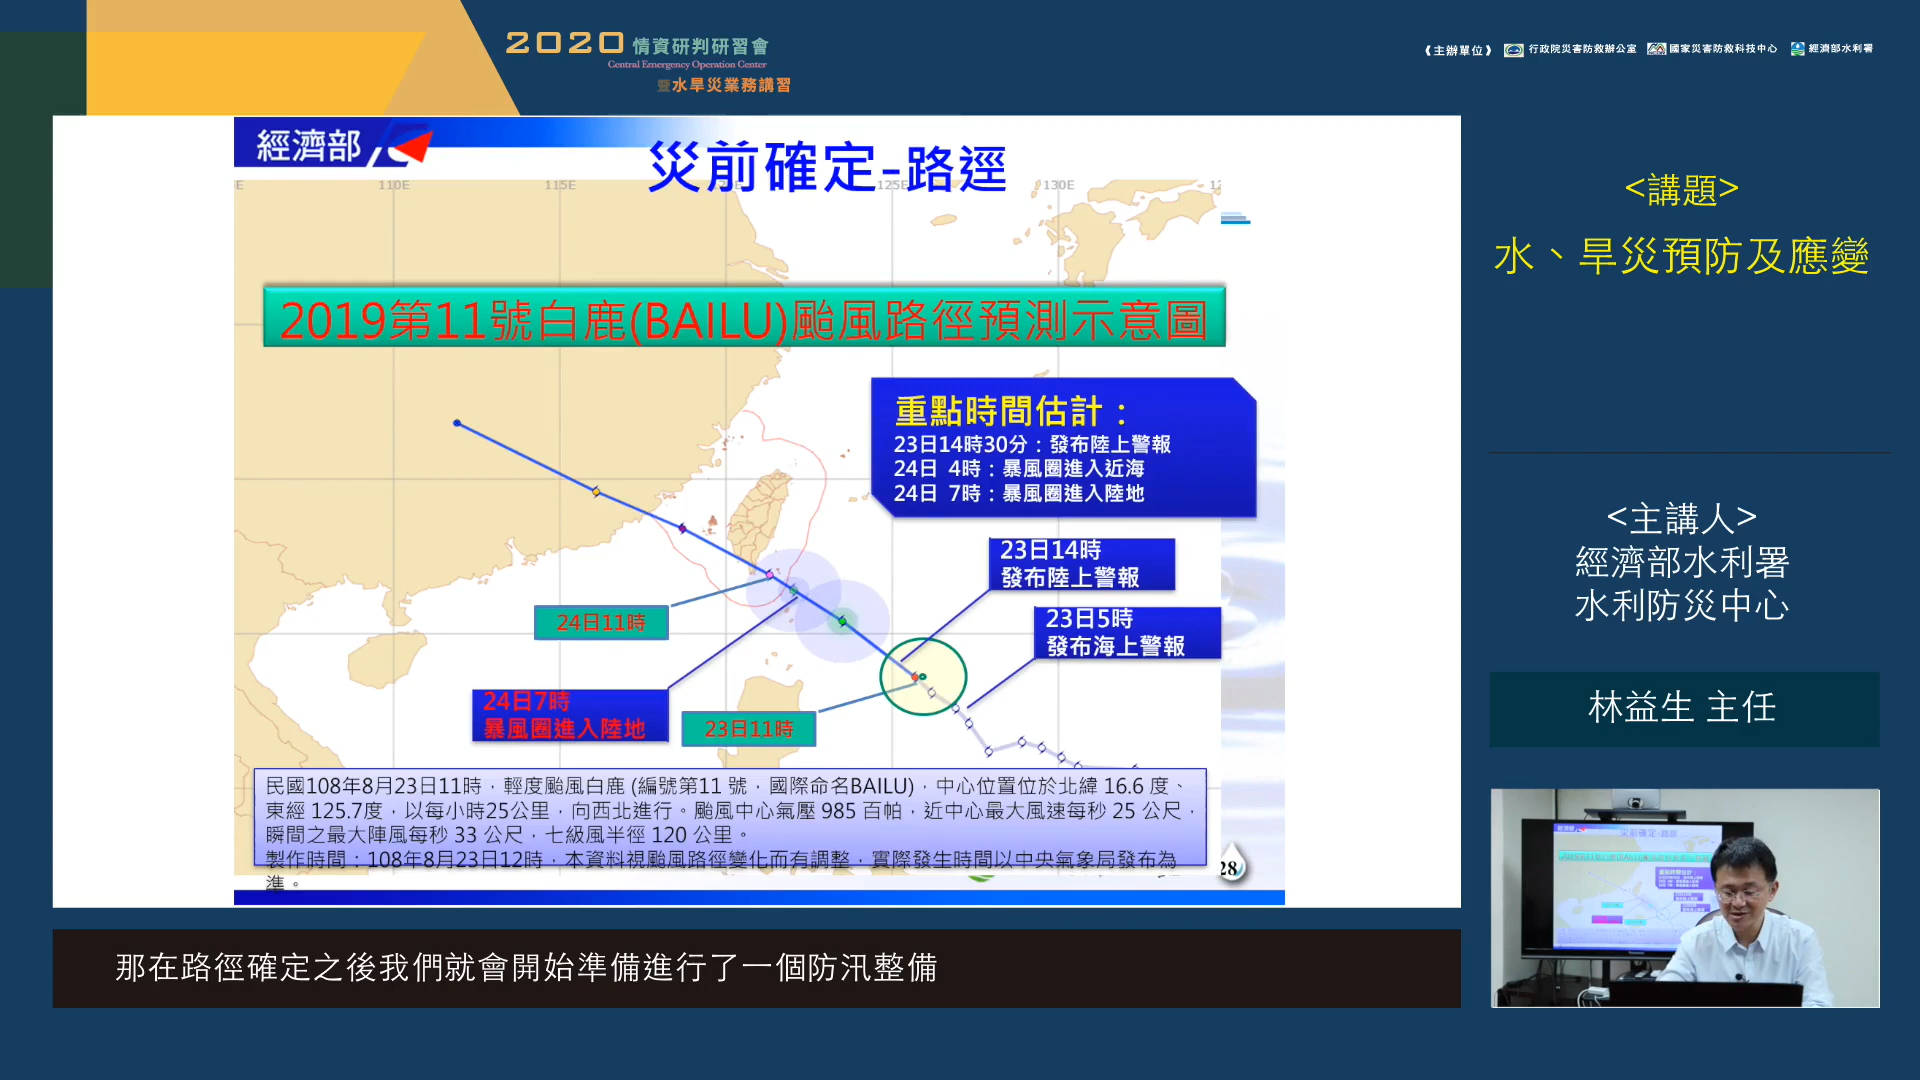 2020 情資研判研習會
Central Emergency Operation Center
暨水旱災業務講習
《主辦單位》 行政院災害防救辦公室 國家災害防救科技中心 經濟部水利署
經濟部
災前確定-路逕
110E 115E 125E 130E
2019第11號白鹿(BAILU)颱風路徑預測示意圖
重點時間估計：
23日14時30分：發布陸上警報
24日 4時：暴風圈進入近海
24日 7時：暴風圈進入陸地
23日14時
發布陸上警報
23日5時
發布海上警報
24日11時
24日7時
暴風圈進入陸地
23日11時
民國108年8月23日11時，輕度颱風白鹿 (編號第11 號，國際命名BAILU)，中心位置位於北緯 16.6 度、
東經 125.7度，以每小時25公里，向西北進行。颱風中心氣壓 985 百帕，近中心最大風速每秒 25 公尺，
瞬間之最大陣風每秒 33 公尺，七級風半徑 120 公里。
製作時間：108年8月23日12時，本資料視颱風路徑變化而有調整，實際發生時間以中央氣象局發布為
準。
28
<講題>
水、旱災預防及應變
<主講人>
經濟部水利署
水利防災中心
林益生 主任
那在路徑確定之後我們就會開始準備進行了一個防汛整備